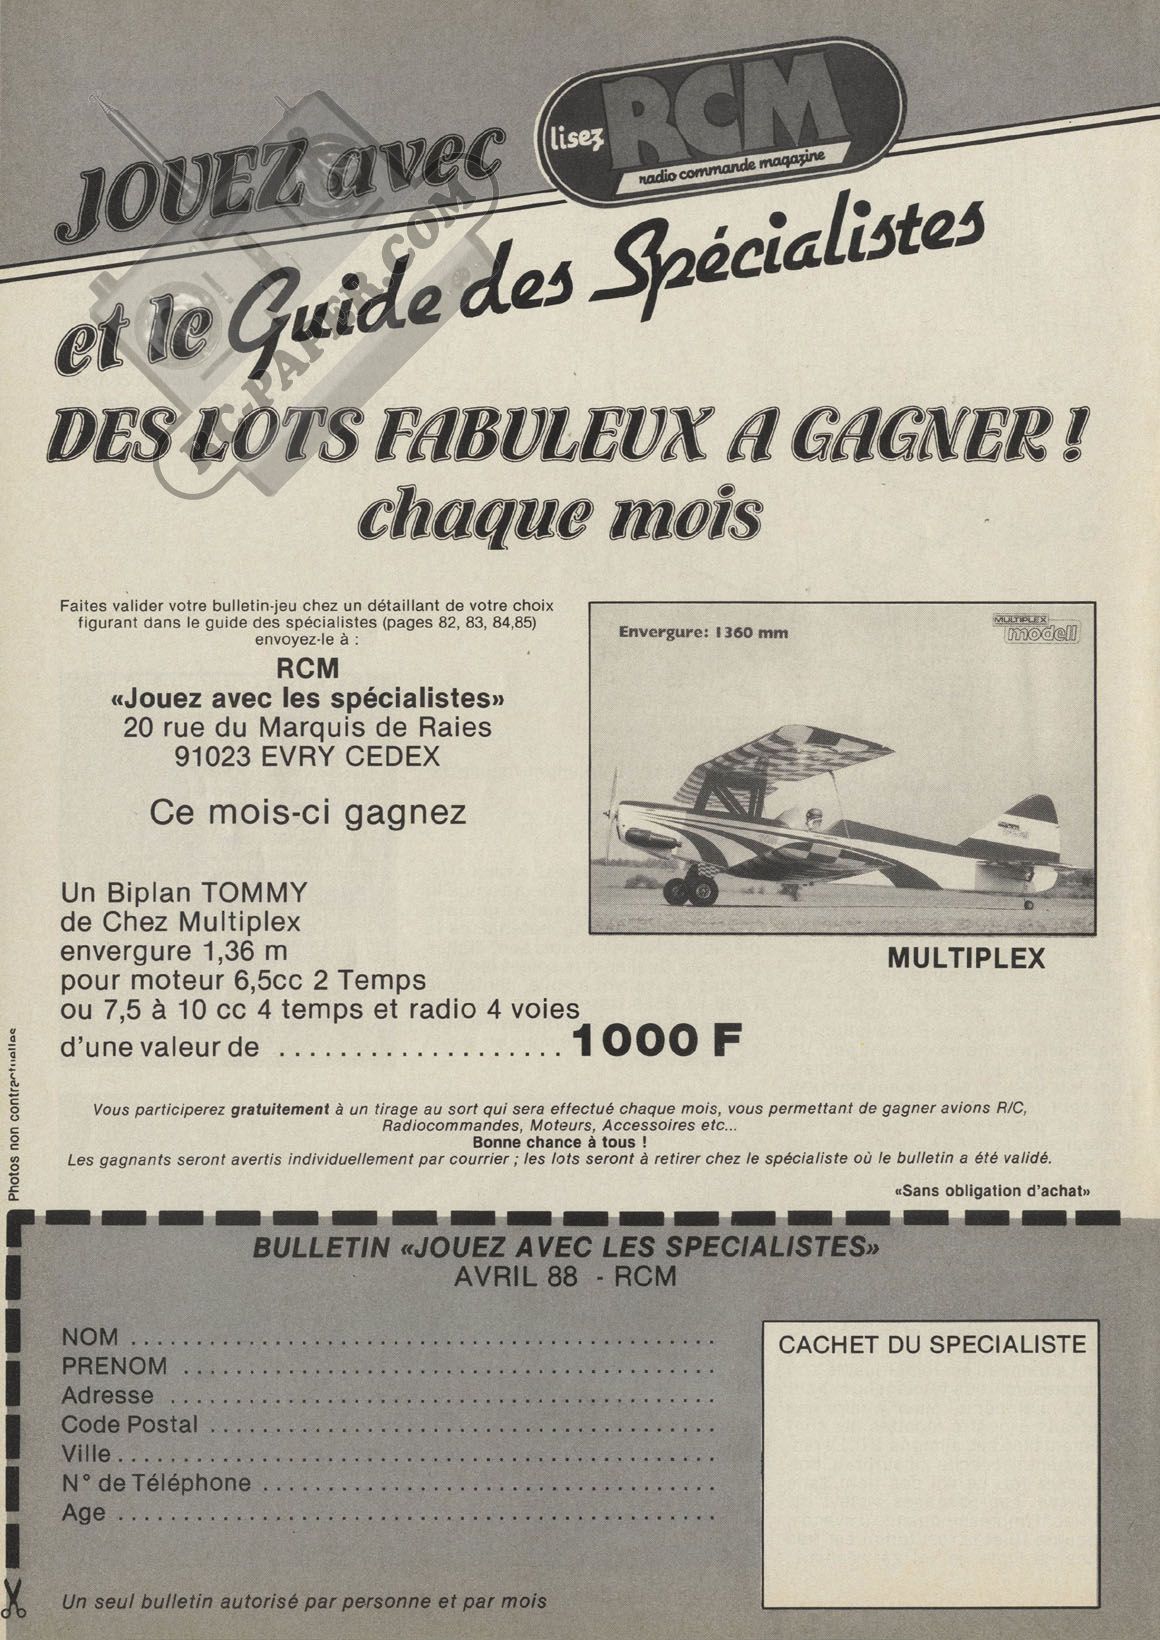 JOUEZ avec
lisez RCM
radio commande magazine
et le Guide des Spécialistes
RC-PAPER.COM
DES LOTS FABULEUX A GAGNER !
chaque mois
Faites valider votre bulletin-jeu chez un détaillant de votre choix
figurant dans le guide des spécialistes (pages 82, 83, 84,85)
envoyez-le à :
RCM
«Jouez avec les spécialistes»
20 rue du Marquis de Raies
91023 EVRY CEDEX
Ce mois-ci gagnez
Un Biplan TOMMY
de Chez Multiplex
envergure 1,36 m
pour moteur 6,5cc 2 Temps
ou 7,5 à 10 cc 4 temps et radio 4 voies
d'une valeur de ................... 1000 F
Envergure: 1360 mm
MULTIPLEX
modell
MULTIPLEX
Photos non contractuelles
Vous participerez gratuitement à un tirage au sort qui sera effectué chaque mois, vous permettant de gagner avions R/C,
Radiocommandes, Moteurs, Accessoires etc...
Bonne chance à tous !
Les gagnants seront avertis individuellement par courrier ; les lots seront à retirer chez le spécialiste où le bulletin a été validé.
«Sans obligation d'achat»
BULLETIN «JOUEZ AVEC LES SPECIALISTES»
AVRIL 88 - RCM
NOM ........................................
PRENOM ....................................
Adresse ......................................
Code Postal ..................................
Ville ........................................
N° de Téléphone ..............................
Age ........................................
CACHET DU SPECIALISTE
Un seul bulletin autorisé par personne et par mois